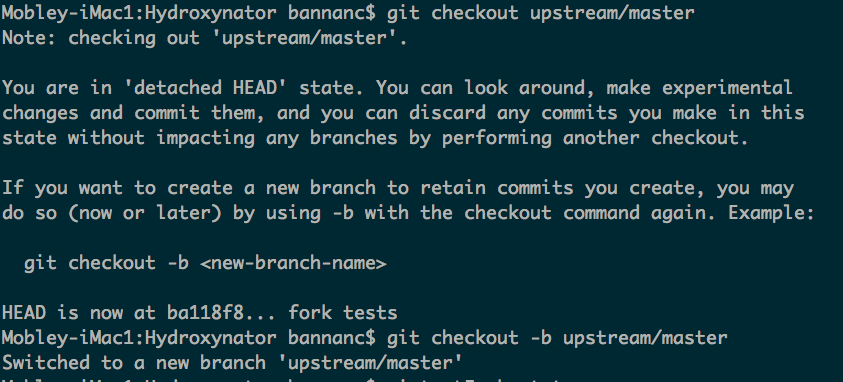 Mobley-iMac1:Hydroxynator bannanc$ git checkout upstream/master
Note: checking out 'upstream/master'.
You are in 'detached HEAD' state. You can look around, make experimental
changes and commit them, and you can discard any commits you make in this
state without impacting any branches by performing another checkout.
If you want to create a new branch to retain commits you create, you may
do so (now or later) by using -b with the checkout command again. Example:
git checkout -b <new-branch-name>
HEAD is now at ba118f8... fork tests
Mobley-iMac1:Hydroxynator bannanc$ git checkout -b upstream/master
Switched to a new branch 'upstream/master'